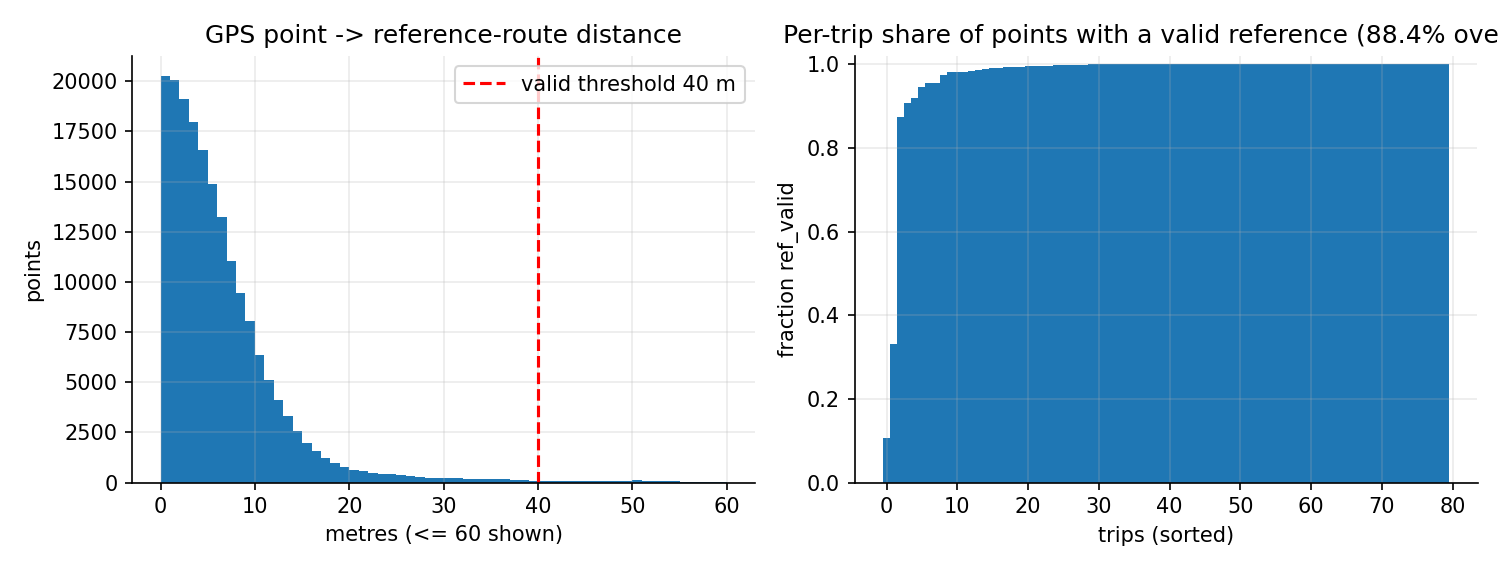 GPS point -> reference-route distance
valid threshold 40 m
points
20000
17500
15000
12500
10000
7500
5000
2500
0
0 10 20 30 40 50 60
metres (<= 60 shown)
Per-trip share of points with a valid reference (88.4% ove
fraction ref_valid
1.0
0.8
0.6
0.4
0.2
0.0
0 10 20 30 40 50 60 70 80
trips (sorted)